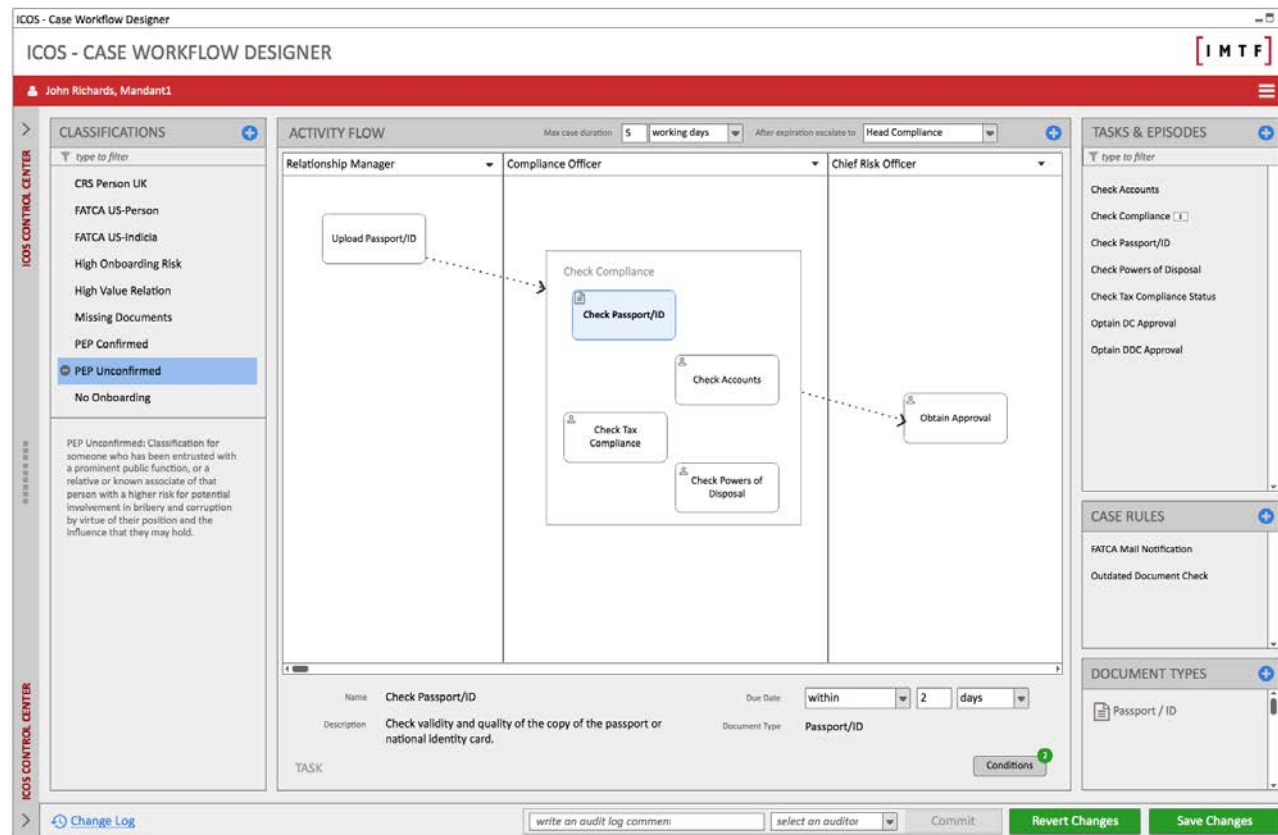 ICOS - Case Workflow Designer
ICOS - CASE WORKFLOW DESIGNER
[IMTF]
John Richards, Mandant1
ICOS CONTROL CENTER
CLASSIFICATIONS
type to filter
CRS Person UK
FATCA US-Person
FATCA US-Indicia
High Onboarding Risk
High Value Relation
Missing Documents
PEP Confirmed
PEP Unconfirmed
No Onboarding
PEP Unconfirmed: Classification for
someone who has been entrusted with
a prominent public function, or a
relative or known associate of that
person with a higher risk for potential
involvement in bribery and corruption
by virtue of their position and the
influence that they may hold.
ACTIVITY FLOW
Max case duration 5 working days After expiration escalate to Head Compliance
Relationship Manager
Compliance Officer
Chief Risk Officer
Upload Passport/ID
Check Compliance
Check Passport/ID
Check Accounts
Check Tax
Compliance
Check Powers of
Disposal
Obtain Approval
Name Check Passport/ID
Description Check validity and quality of the copy of the passport or
national identity card.
Due Date within 2 days
Document Type Passport/ID
TASK
Conditions 2
TASKS & EPISODES
type to filter
Check Accounts
Check Compliance
Check Passport/ID
Check Powers of Disposal
Check Tax Compliance Status
Optain DC Approval
Optain DDC Approval
CASE RULES
FATCA Mail Notification
Outdated Document Check
DOCUMENT TYPES
Passport / ID
ICOS CONTROL CENTER
Change Log
write an audit log commen
select an auditor
Commit
Revert Changes
Save Changes